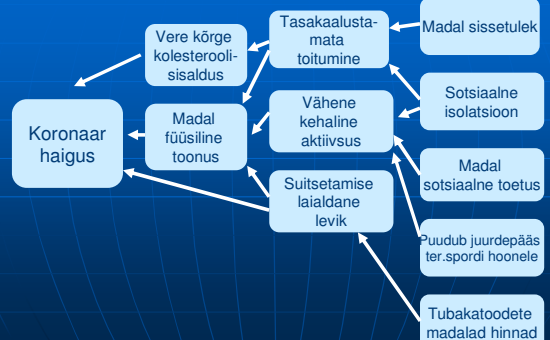 Vere kõrge
kolesterooli-
sisaldus
Tasakaalusta-
mata
toitumine
Madal sissetulek
Koronaar
haigus
Madal
füüsiline
toonus
Vähene
kehaline
aktiivsus
Sotsiaalne
isolatsioon
Suitsetamise
laialdane
levik
Madal
sotsiaalne toetus
Puudub juurdepääs
ter.spordi hoonele
Tubakatoodete
madalad hinnad